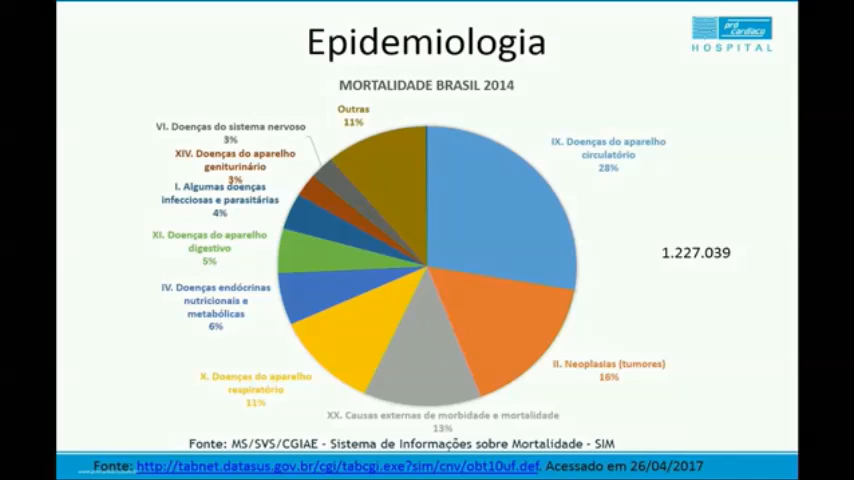 Epidemiologia
pró
cardíaco
HOSPITAL
MORTALIDADE BRASIL 2014
Outras
11%
VI. Doenças do sistema nervoso
3%
XIV. Doenças do aparelho
geniturinário
3%
I. Algumas doenças
infecciosas e parasitárias
4%
XI. Doenças do aparelho
digestivo
5%
IV. Doenças endócrinas
nutricionais e
metabólicas
6%
X. Doenças do aparelho
respiratório
11%
XX. Causas externas de morbidade e mortalidade
13%
II. Neoplasias (tumores)
16%
IX. Doenças do aparelho
circulatório
28%
1.227.039
Fonte: MS/SVS/CGIAE - Sistema de Informações sobre Mortalidade - SIM
Fonte: http://tabnet.datasus.gov.br/cgi/tabcgi.exe?sim/cnv/obt10uf.def. Acessado em 26/04/2017